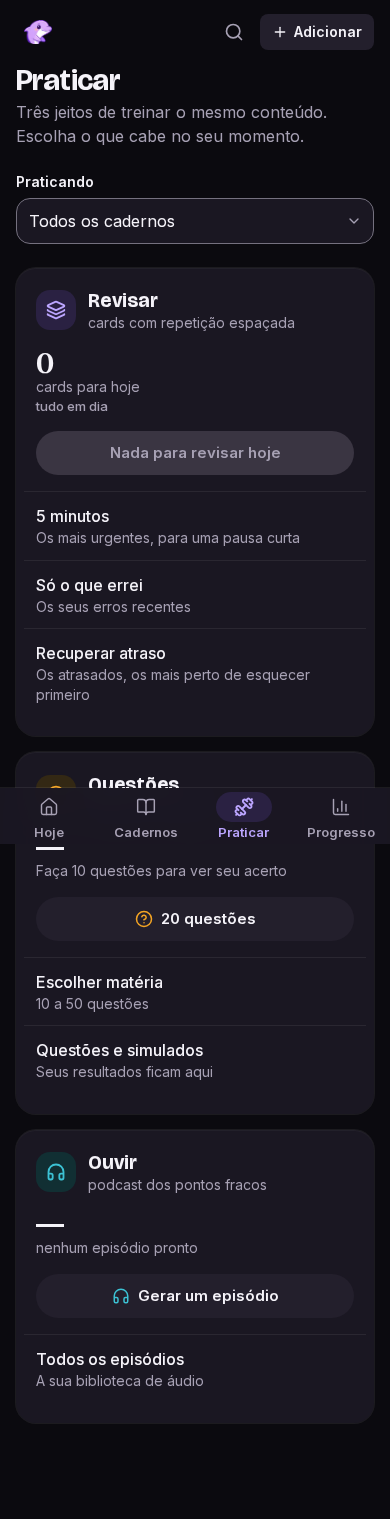 Adicionar
Praticar
Três jeitos de treinar o mesmo conteúdo.
Escolha o que cabe no seu momento.
Praticando
Todos os cadernos
Revisar
cards com repetição espaçada
0
cards para hoje
tudo em dia
Nada para revisar hoje
5 minutos
Os mais urgentes, para uma pausa curta
Só o que errei
Os seus erros recentes
Recuperar atraso
Os atrasados, os mais perto de esquecer
primeiro
Questões
Hoje
Cadernos
Praticar
Progresso
Faça 10 questões para ver seu acerto
20 questões
Escolher matéria
10 a 50 questões
Questões e simulados
Seus resultados ficam aqui
Ouvir
podcast dos pontos fracos
—
nenhum episódio pronto
Gerar um episódio
Todos os episódios
A sua biblioteca de áudio